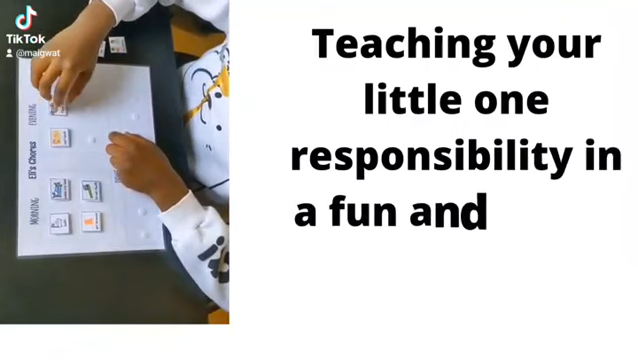 TikTok
@maigwat
EVENING
Eli's Chores
MORNING
Teaching your
little one
responsibility in
a fun and